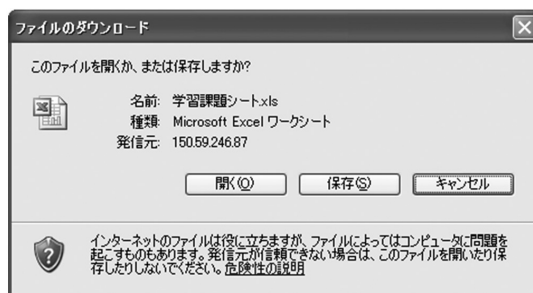 ファイルのダウンロード
このファイルを開くか、または保存しますか?
名前: 学習課題シート.xls
種類: Microsoft Excel ワークシート
発信元: 150.59.246.87
開く(O) 保存(S) キャンセル
インターネットのファイルは役に立ちますが、ファイルによってはコンピュータに問題を
起こすものもあります。発信元が信頼できない場合は、このファイルを開いたり保
存したりしないでください。危険性の説明